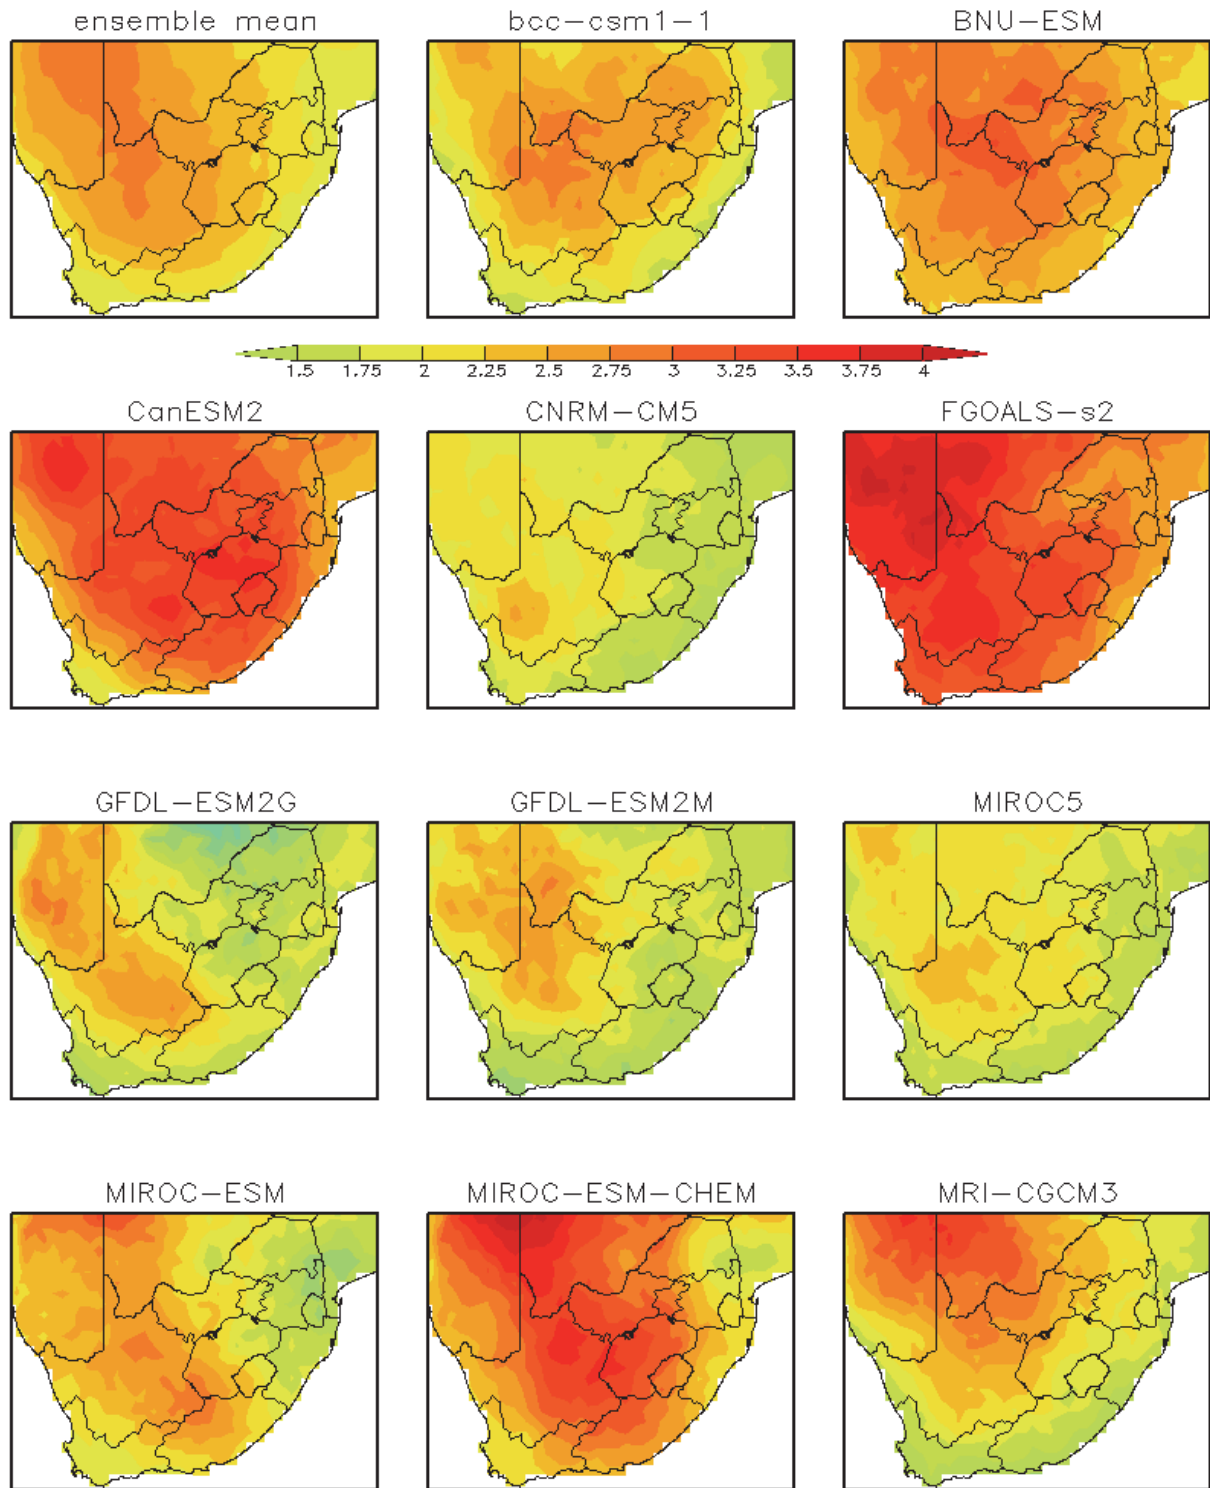 ensemble mean bcc-csm1-1 BNU-ESM
1.5 1.75 2 2.25 2.5 2.75 3 3.25 3.5 3.75 4
CanESM2 CNRM-CM5 FGOALS-s2
GFDL-ESM2G GFDL-ESM2M MIROC5
MIROC-ESM MIROC-ESM-CHEM MRI-CGCM3